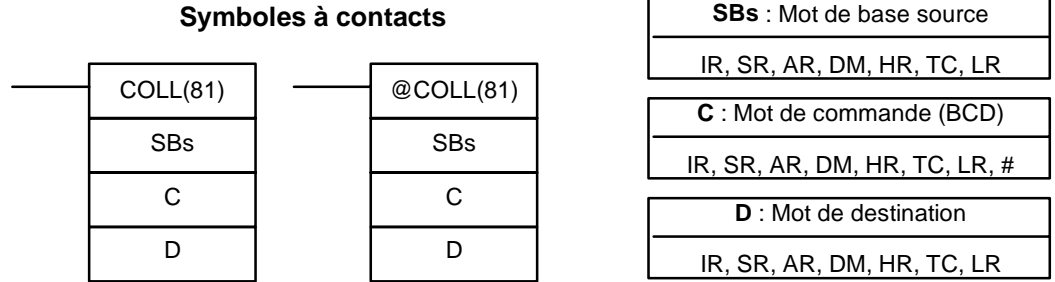 Symboles à contacts
COLL(81)
SBs
C
D
@COLL(81)
SBs
C
D
SBs : Mot de base source
IR, SR, AR, DM, HR, TC, LR
C : Mot de commande (BCD)
IR, SR, AR, DM, HR, TC, LR, #
D : Mot de destination
IR, SR, AR, DM, HR, TC, LR